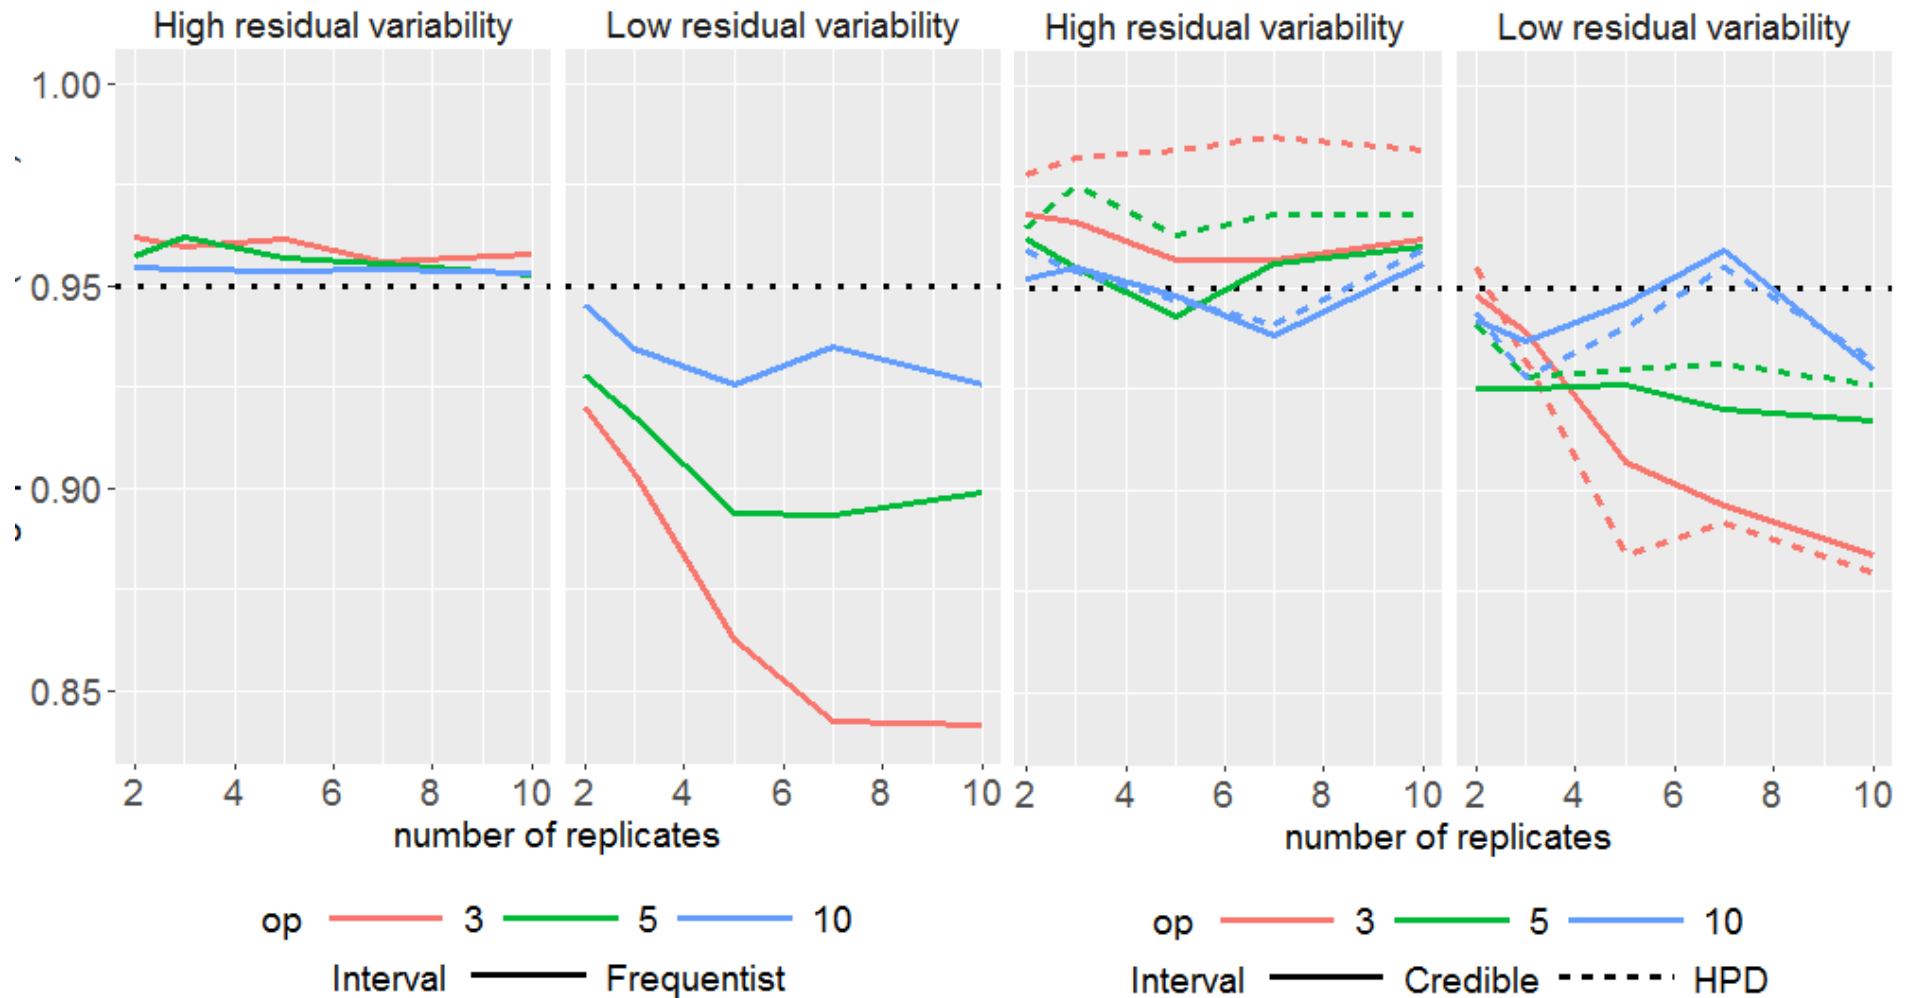 High residual variability Low residual variability High residual variability Low residual variability
1.00
0.95
0.90
0.85
2 4 6 8 10 2 4 6 8 10 2 4 6 8 10 2 4 6 8 10
number of replicates number of replicates
op 3 5 10 op 3 5 10
Interval Frequentist Interval Credible HPD